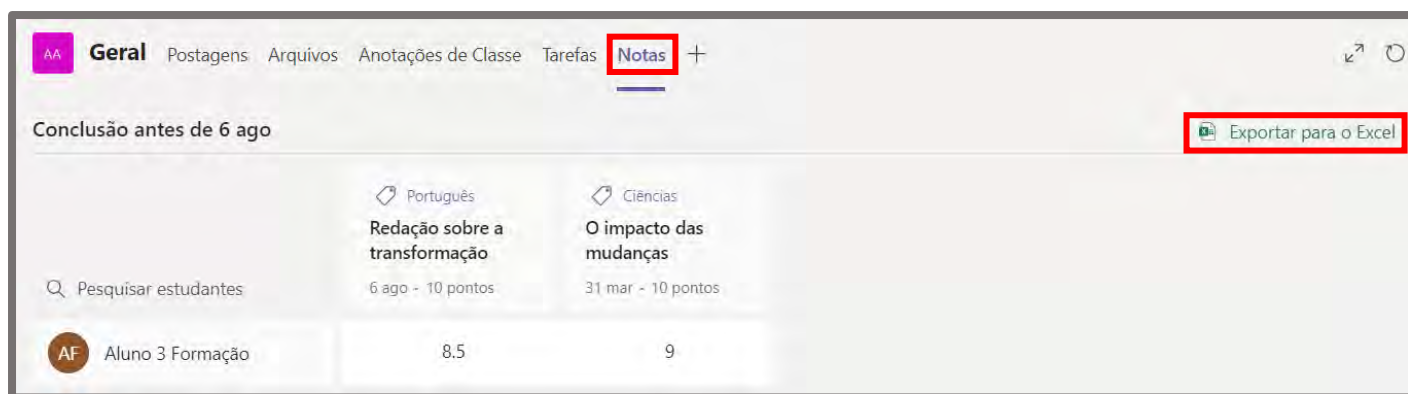 AA Geral Postagens Arquivos Anotações de Classe Tarefas Notas +
Conclusão antes de 6 ago
Exportar para o Excel
Português
Redação sobre a
transformação
6 ago - 10 pontos
Ciências
O impacto das
mudanças
31 mar - 10 pontos
Pesquisar estudantes
AF Aluno 3 Formação 8.5 9